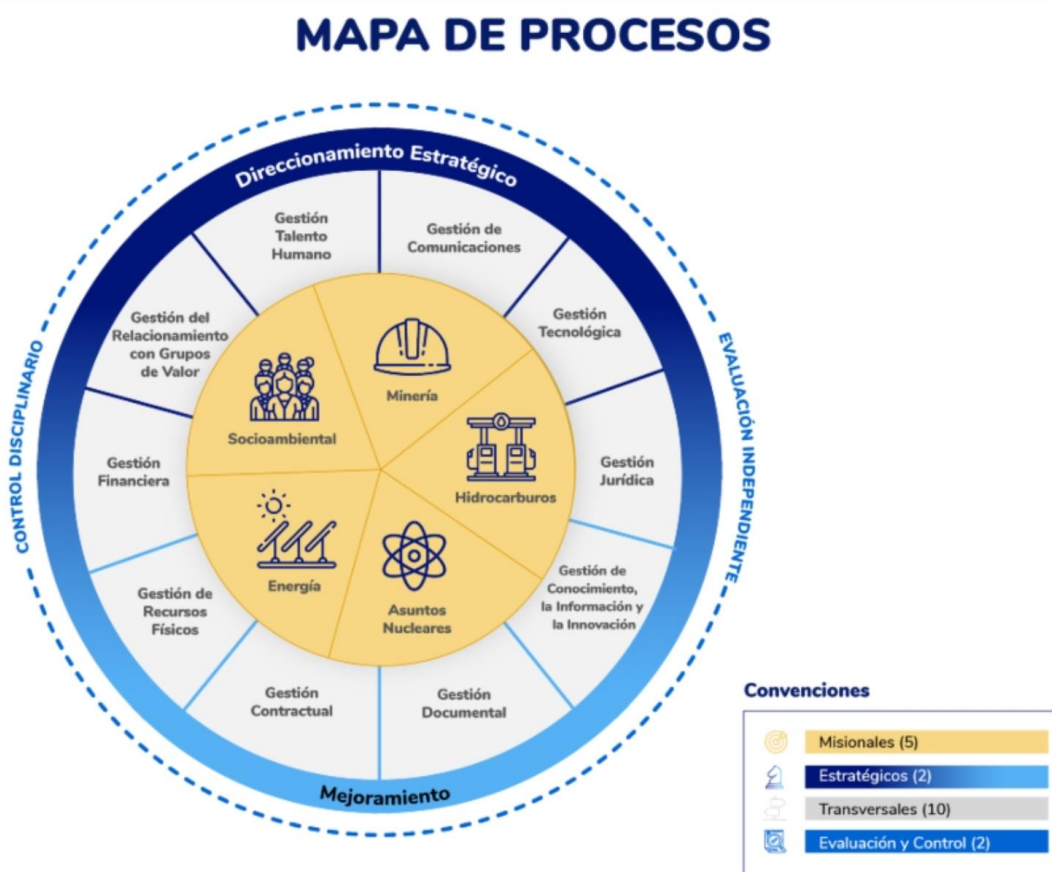 MAPA DE PROCESOS
Direccionamiento Estratégico
Gestión
Talento
Humano
Gestión de
Comunicaciones
Gestión
Tecnológica
Gestión
Jurídica
Gestión de
Conocimiento,
la Información y
la Innovación
Gestión
Documental
Gestión
Contractual
Gestión de
Recursos
Físicos
Gestión
Financiera
Gestión del
Relacionamiento
con Grupos
de Valor
Minería
Hidrocarburos
Asuntos
Nucleares
Energía
Socioambiental
Mejoramiento
CONTROL DISCIPLINARIO
EVALUACIÓN INDEPENDIENTE
Convenciones
Misionales (5)
Estratégicos (2)
Transversales (10)
Evaluación y Control (2)